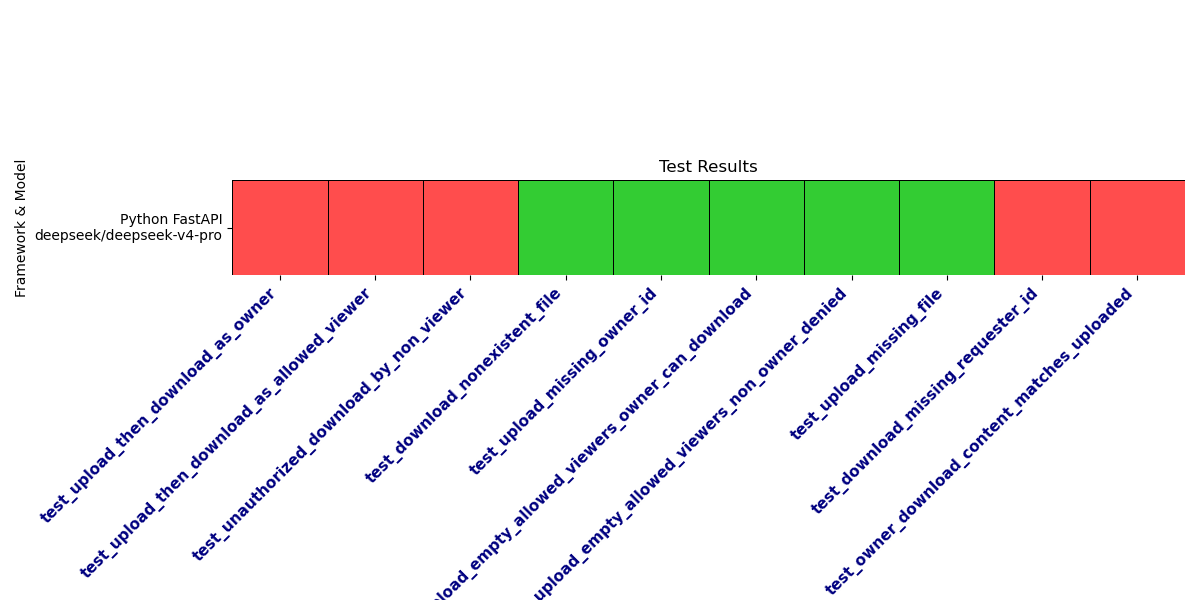 Test Results
Framework & Model
Python FastAPI
deepseek/deepseek-v4-pro
test_upload_then_download_as_owner
test_upload_then_download_as_allowed_viewer
test_unauthorized_download_by_non_viewer
test_download_nonexistent_file
test_upload_missing_owner_id
load_empty_allowed_viewers_owner_can_download
upload_empty_allowed_viewers_non_owner_denied
test_upload_missing_file
test_download_missing_requester_id
test_owner_download_content_matches_uploaded